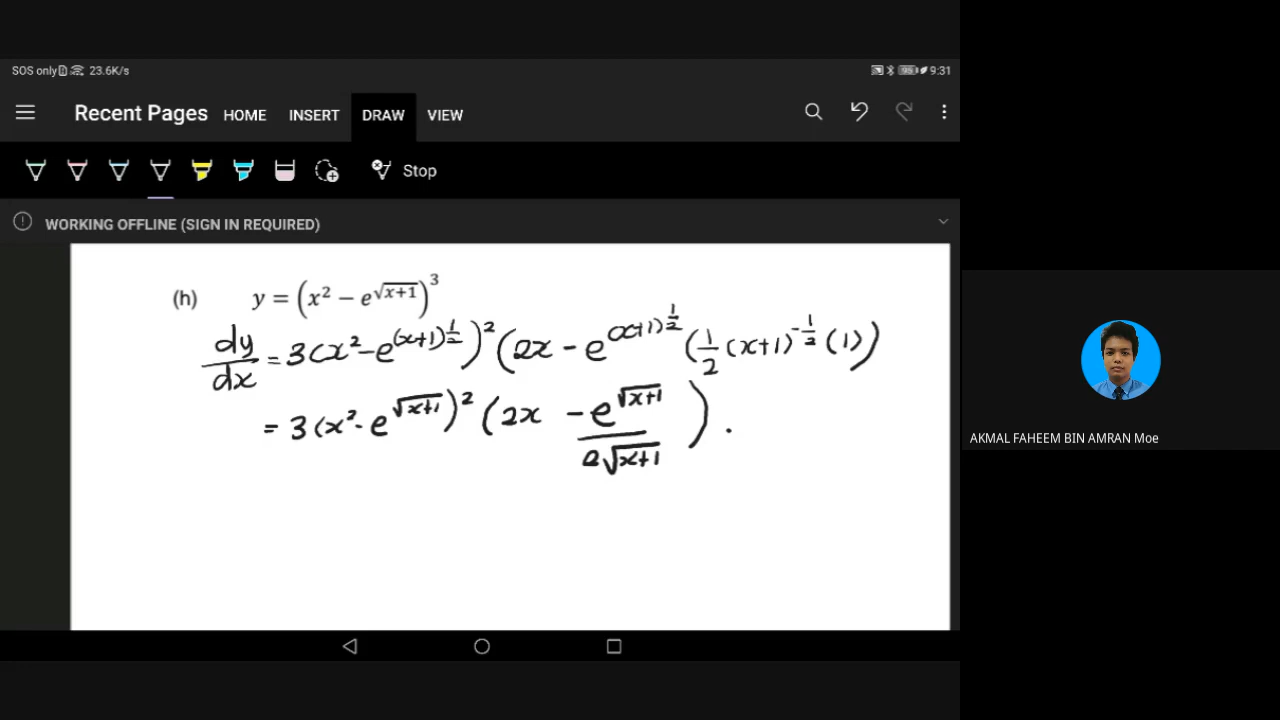 SOS only 23.6K/s 96 9:31
Recent Pages HOME INSERT DRAW VIEW
Stop
WORKING OFFLINE (SIGN IN REQUIRED)
(h) y = (x² − e^{√(x+1)})³
dy/dx = 3(x² − e^{(x+1)^{1/2}})² (2x − e^{(x+1)^{1/2}} (1/2 (x+1)^{-1/2} (1))
= 3(x² - e^{√(x+1)})² (2x −e^{√(x+1)}/2√(x+1)) .
AKMAL FAHEEM BIN AMRAN Moe